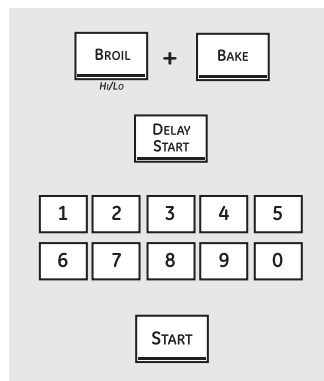 BROIL + BAKE
HI/LO
DELAY
START
1 2 3 4 5
6 7 8 9 0
START